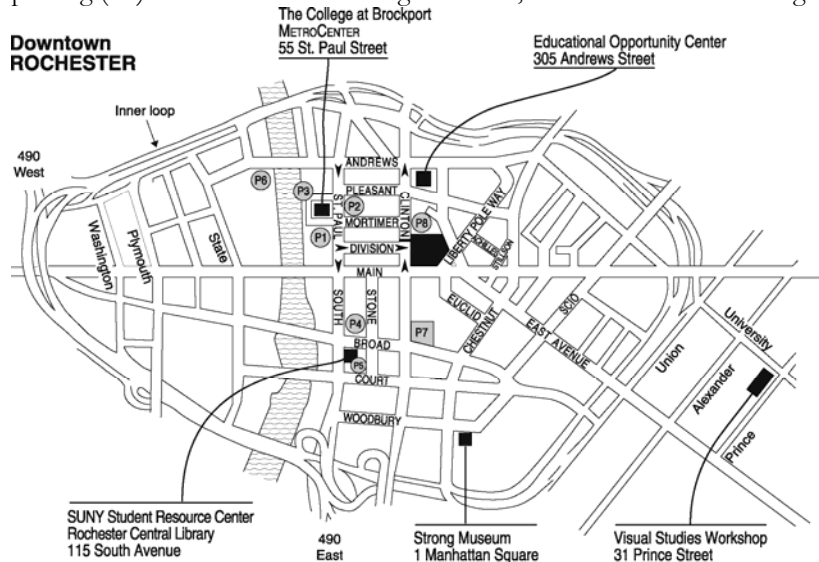 The College at Brockport
METROCENTER
55 St. Paul Street
Downtown
ROCHESTER
Educational Opportunity Center
305 Andrews Street
Inner loop
490
West
ANDREWS
P6
P3
PLEASANT
ST. PAUL
P2
CLINTON
P8
MORTIMER
P1
DIVISION
LIBERTY POLE WAY
ACHILLES
STILLSON
Washington
Plymouth
State
MAIN
SOUTH
STONE
P4
P7
EUCLID
CHESTNUT
EAST AVENUE
SCIO
University
Union
Alexander
Prince
BROAD
P5
COURT
WOODBURY
SUNY Student Resource Center
Rochester Central Library
115 South Avenue
490
East
Strong Museum
1 Manhattan Square
Visual Studies Workshop
31 Prince Street